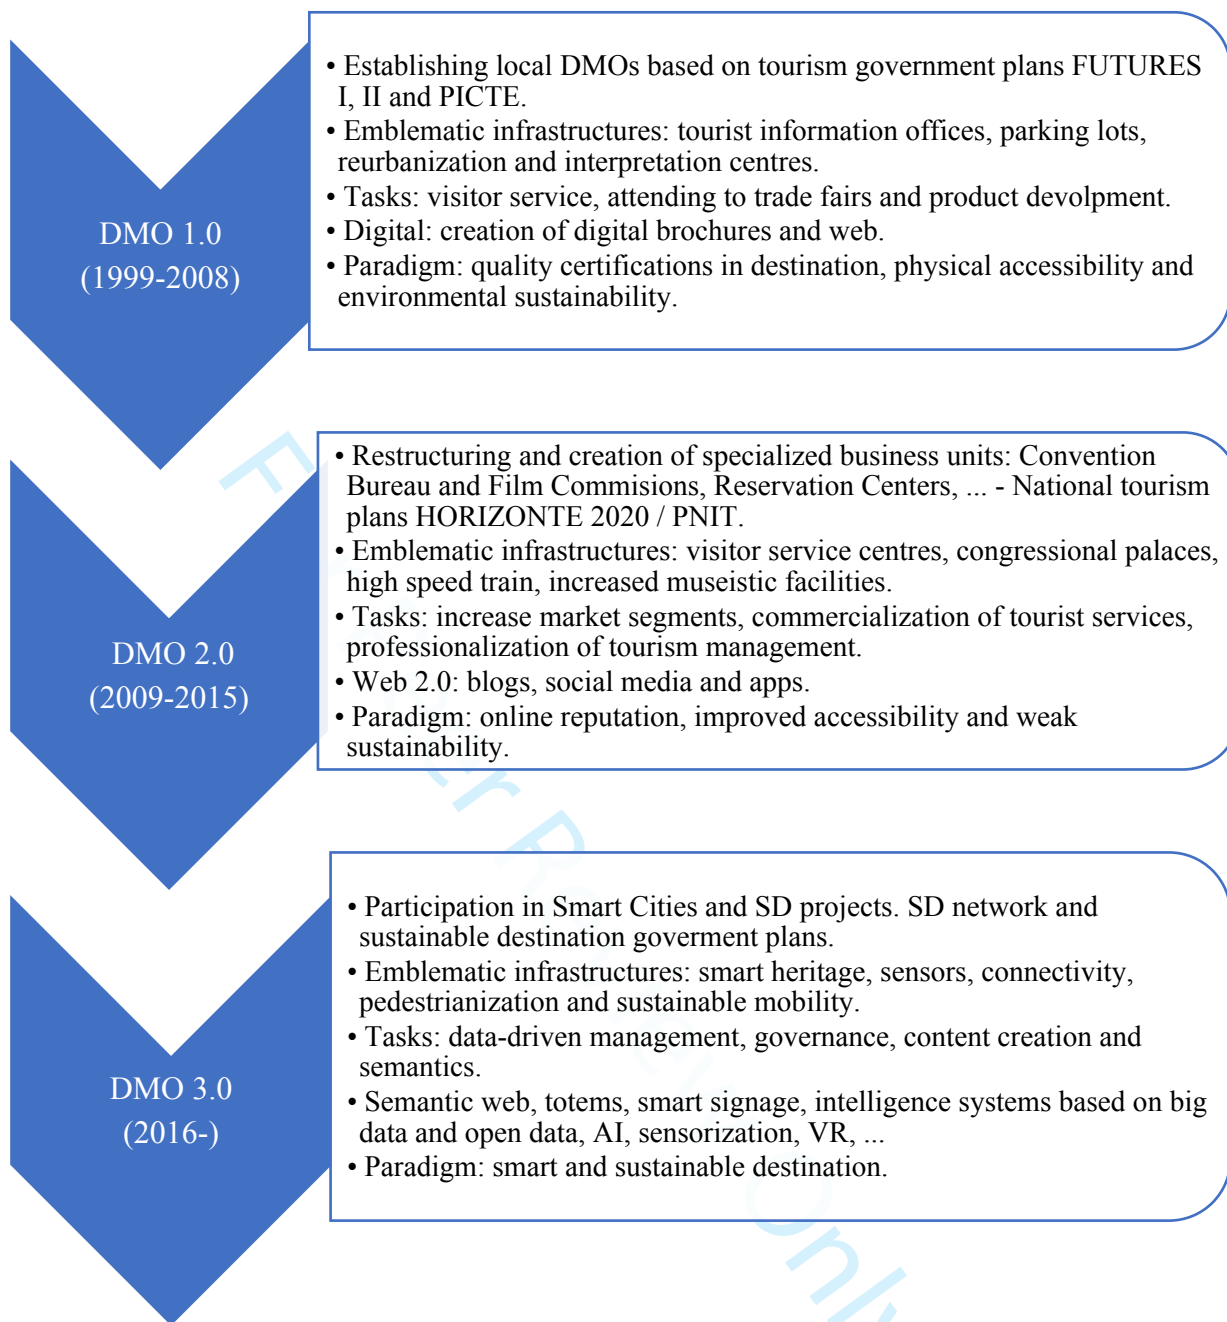 DMO 1.0
(1999-2008)
• Establishing local DMOs based on tourism government plans FUTURES
I, II and PICTE.
• Emblematic infrastructures: tourist information offices, parking lots,
reurbanization and interpretation centres.
• Tasks: visitor service, attending to trade fairs and product devolpment.
• Digital: creation of digital brochures and web.
• Paradigm: quality certifications in destination, physical accessibility and
environmental sustainability.
DMO 2.0
(2009-2015)
• Restructuring and creation of specialized business units: Convention
Bureau and Film Commisions, Reservation Centers, ... - National tourism
plans HORIZONTE 2020 / PNIT.
• Emblematic infrastructures: visitor service centres, congressional palaces,
high speed train, increased museistic facilities.
• Tasks: increase market segments, commercialization of tourist services,
professionalization of tourism management.
• Web 2.0: blogs, social media and apps.
• Paradigm: online reputation, improved accessibility and weak
sustainability.
DMO 3.0
(2016-)
• Participation in Smart Cities and SD projects. SD network and
sustainable destination goverment plans.
• Emblematic infrastructures: smart heritage, sensors, connectivity,
pedestrianization and sustainable mobility.
• Tasks: data-driven management, governance, content creation and
semantics.
• Semantic web, totems, smart signage, intelligence systems based on big
data and open data, AI, sensorization, VR, ...
• Paradigm: smart and sustainable destination.